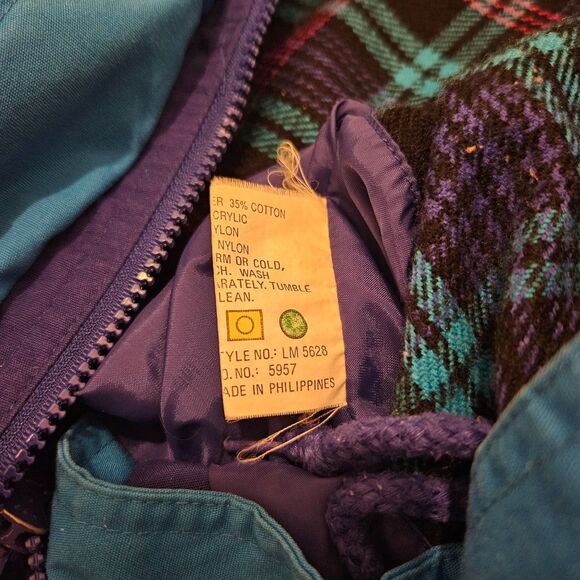 ER 35% COTTON
CRYLIC
YLON
NYLON
RM OR COLD,
CH. WASH
RATELY. TUMBLE
LEAN.
TYLE NO.: LM 5628
O. NO.: 5957
ADE IN PHILIPPINES